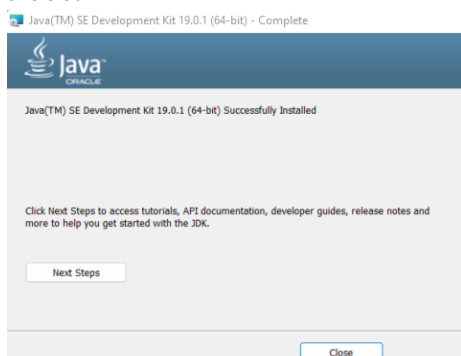 Java(TM) SE Development Kit 19.0.1 (64-bit) - Complete
Java™
ORACLE
Java(TM) SE Development Kit 19.0.1 (64-bit) Successfully Installed
Click Next Steps to access tutorials, API documentation, developer guides, release notes and
more to help you get started with the JDK.
Next Steps
Close